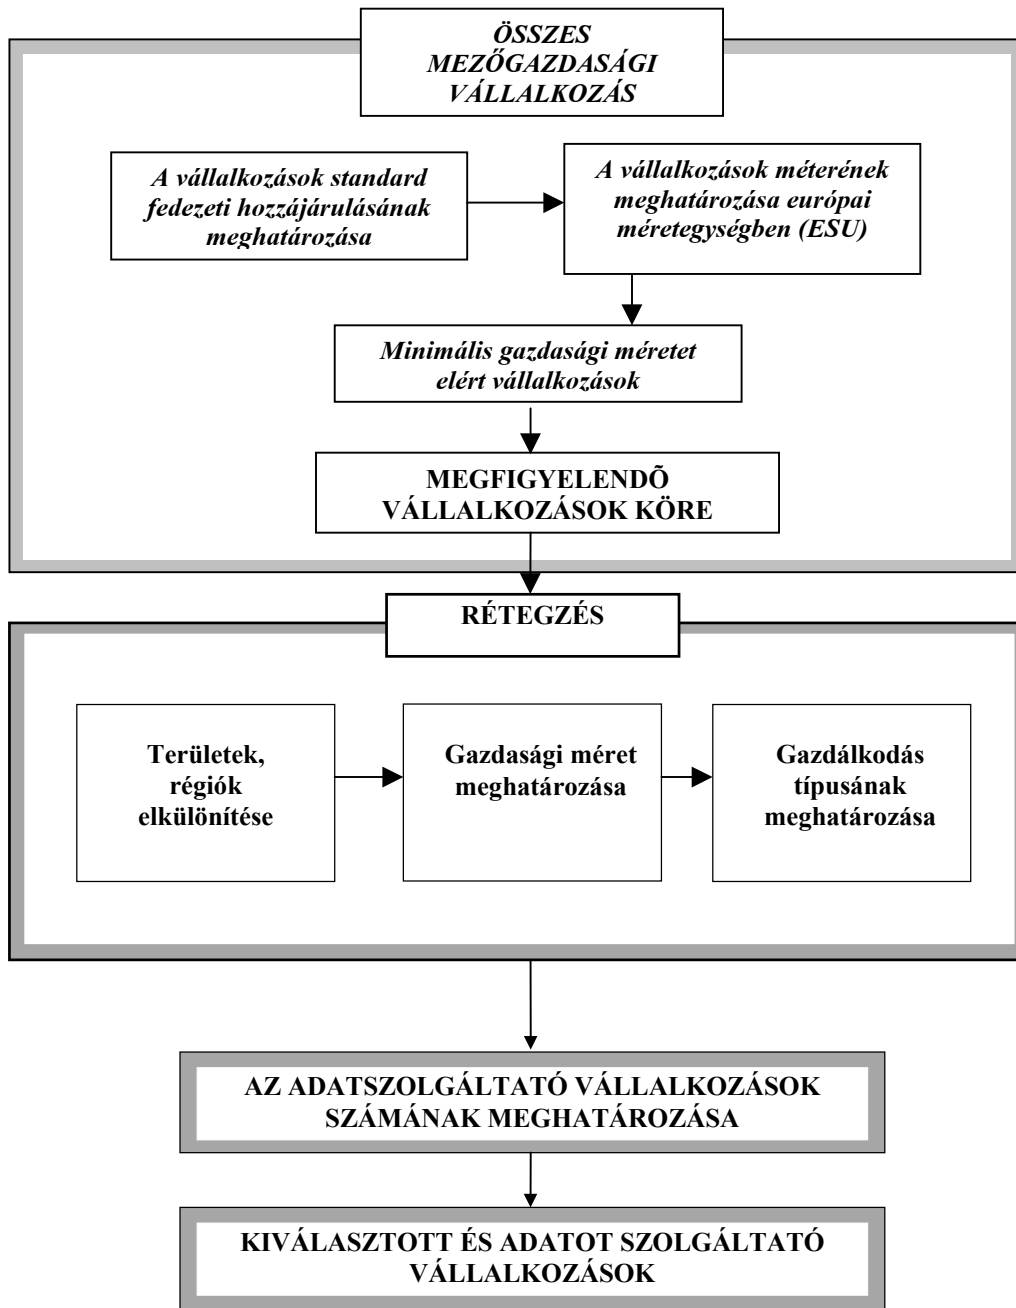 ÖSSZES
MEZŐGAZDASÁGI
VÁLLALKOZÁS
A vállalkozások standard
fedezeti hozzájárulásának
meghatározása
A vállalkozások méterének
meghatározása európai
méretegységben (ESU)
Minimális gazdasági méretet
elért vállalkozások
MEGFIGYELENDÕ
VÁLLALKOZÁSOK KÖRE
RÉTEGZÉS
Területek,
régiók
elkülönítése
Gazdasági méret
meghatározása
Gazdálkodás
típusának
meghatározása
AZ ADATSZOLGÁLTATÓ VÁLLALKOZÁSOK
SZÁMÁNAK MEGHATÁROZÁSA
KIVÁLASZTOTT ÉS ADATOT SZOLGÁLTATÓ
VÁLLALKOZÁSOK